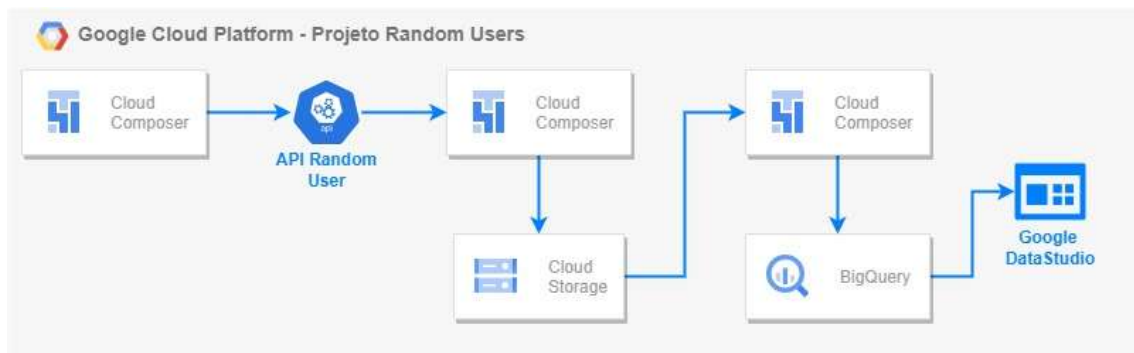 Google Cloud Platform - Projeto Random Users
Cloud
Composer
api
API Random
User
Cloud
Composer
Cloud
Composer
Cloud
Storage
BigQuery
Google
DataStudio